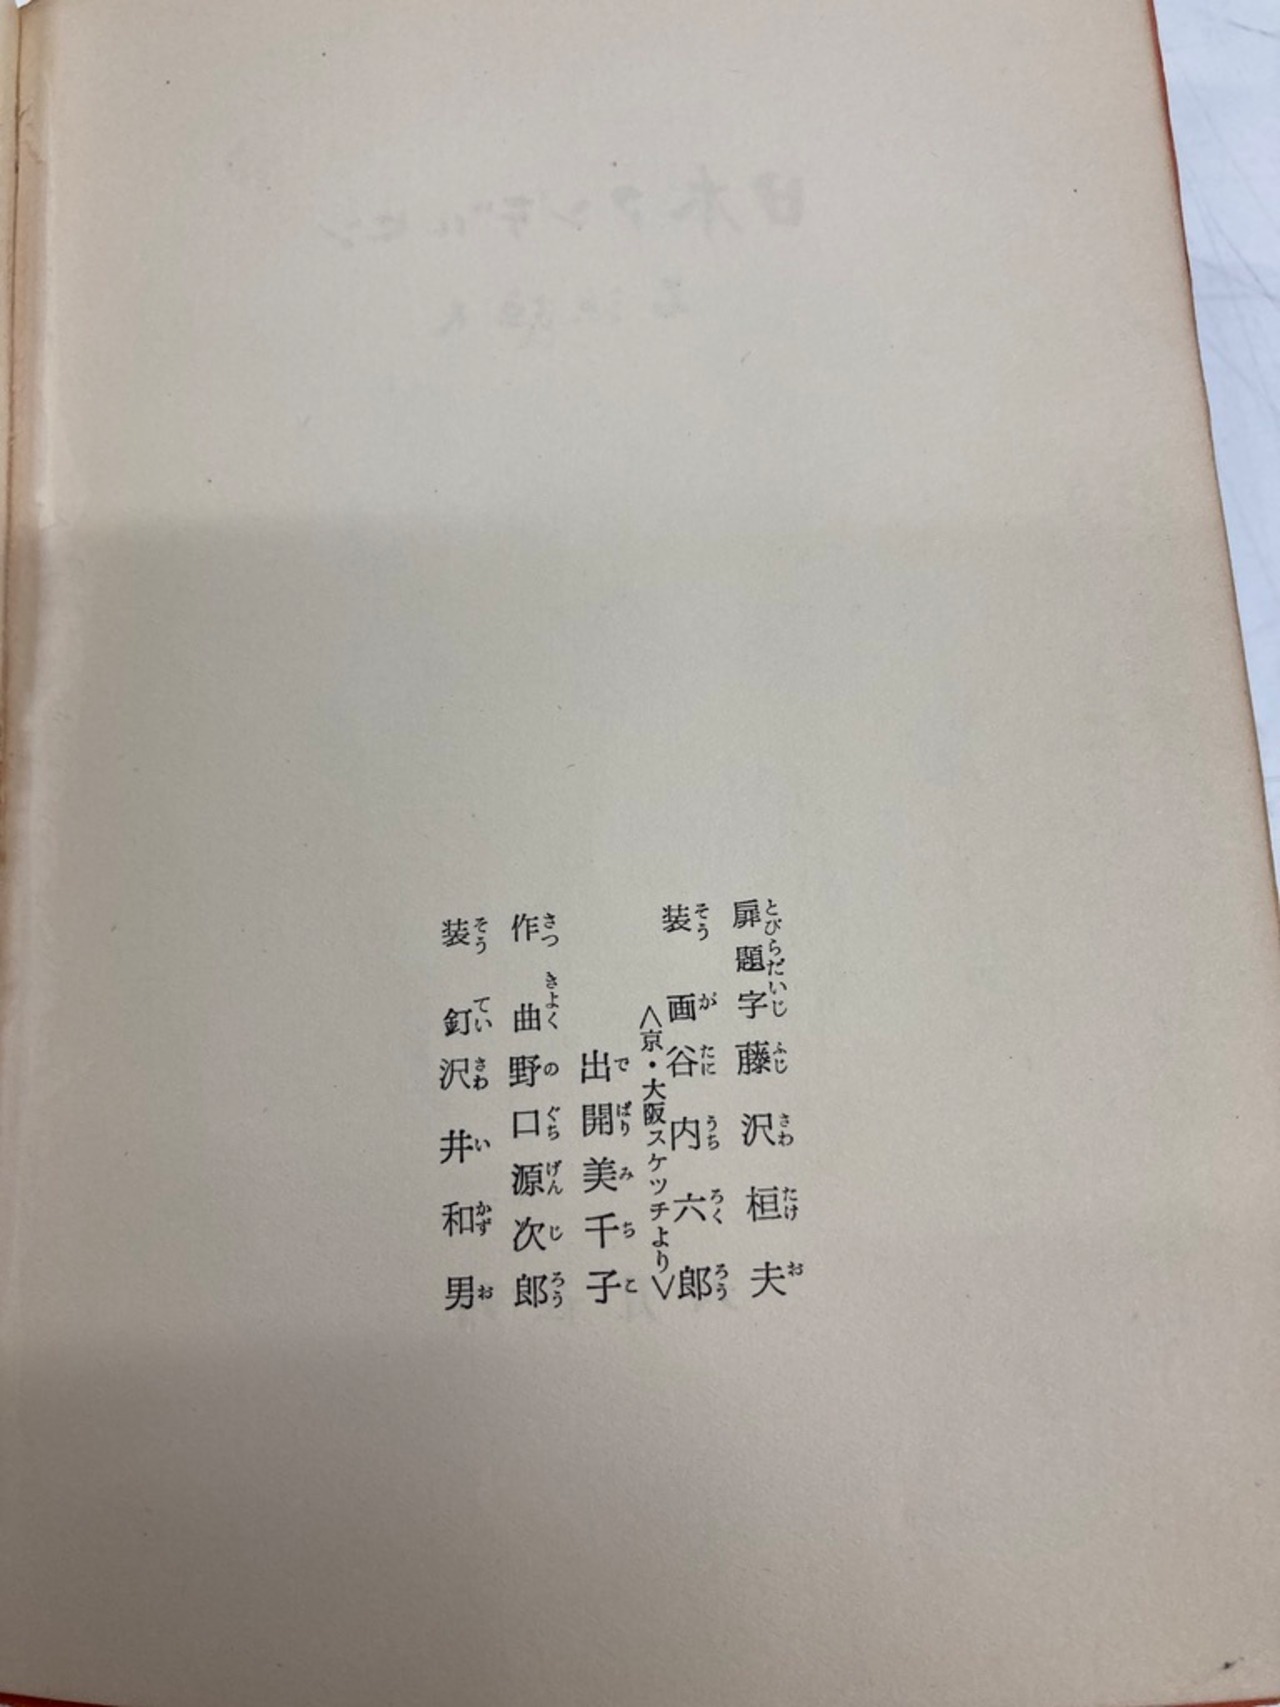 扉題字 藤沢桓夫
装画 谷内六郎
〈京・大阪スケッチより〉
出開美千子
作曲 野口源次郎
装釘 沢井和男